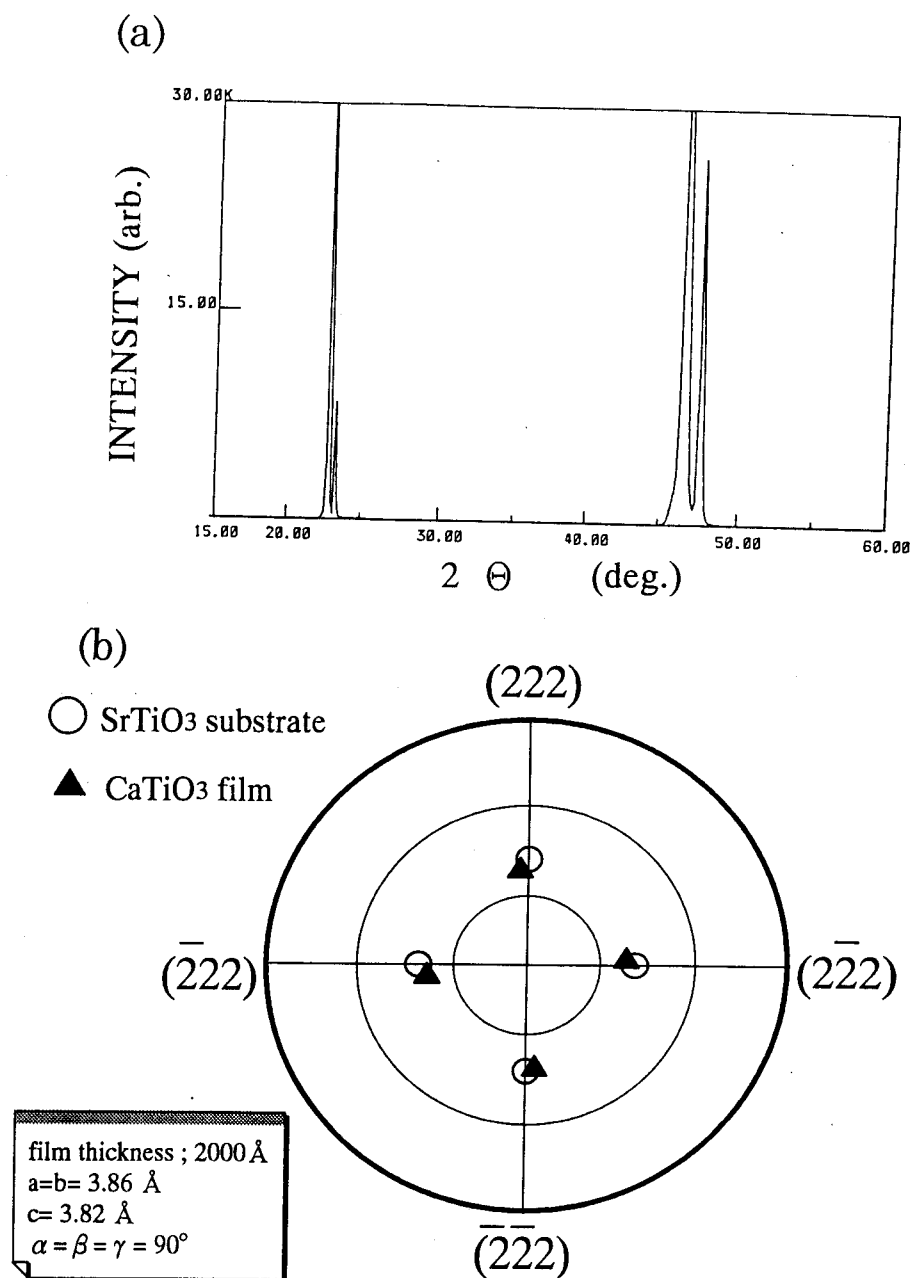 (a)
30.00K
INTENSITY (arb.)
15.00
15.00 20.00 30.00 40.00 50.00 60.00
2 Θ (deg.)
(b)
(222)
SrTiO3 substrate
CaTiO3 film
(2̅22)
(22̅2)
film thickness ; 2000 Å
a=b= 3.86 Å
c= 3.82 Å
α = β = γ = 90°
(2̅2̅2)